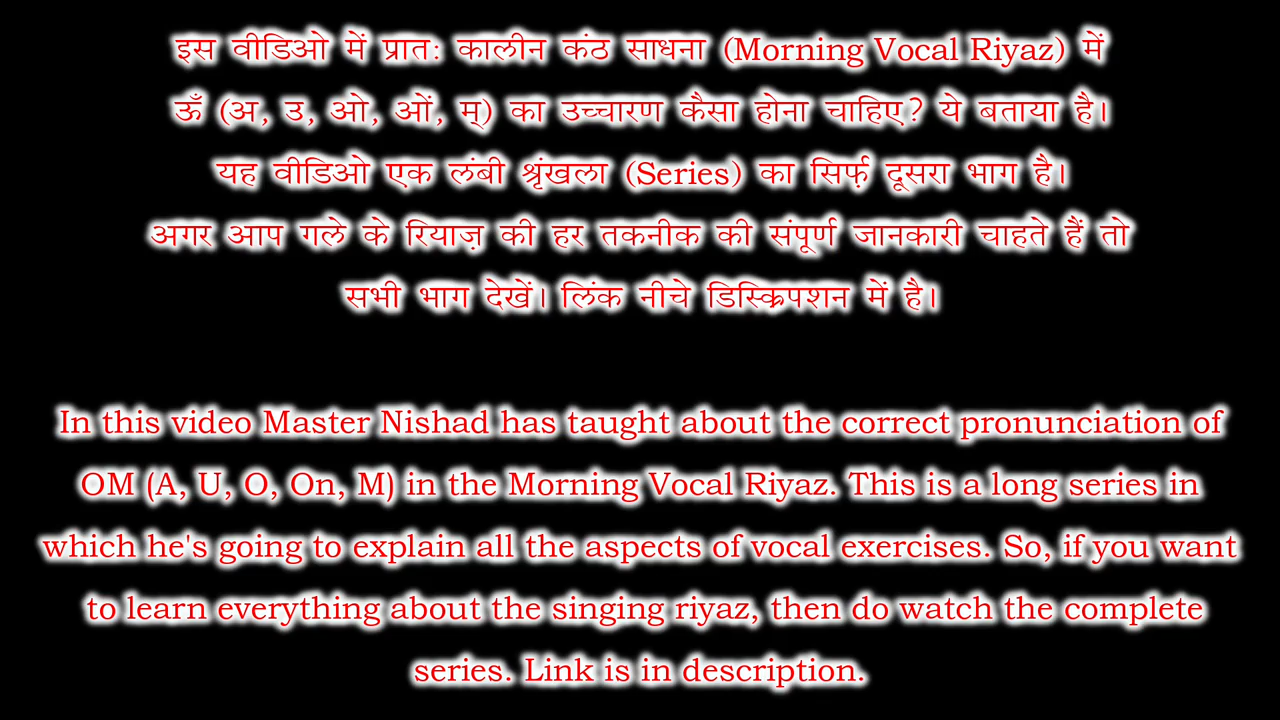 इस वीडिओ में प्रातः कालीन कंठ साधना (Morning Vocal Riyaz) में
ऊँ (अ, उ, ओ, ओं, म्) का उच्चारण कैसा होना चाहिए? ये बताया है।
यह वीडिओ एक लंबी श्रृंखला (Series) का सिर्फ़ दूसरा भाग है।
अगर आप गले के रियाज़ की हर तकनीक की संपूर्ण जानकारी चाहते हैं तो
सभी भाग देखें। लिंक नीचे डिस्क्रिपशन में है।
In this video Master Nishad has taught about the correct pronunciation of
OM (A, U, O, On, M) in the Morning Vocal Riyaz. This is a long series in
which he's going to explain all the aspects of vocal exercises. So, if you want
to learn everything about the singing riyaz, then do watch the complete
series. Link is in description.